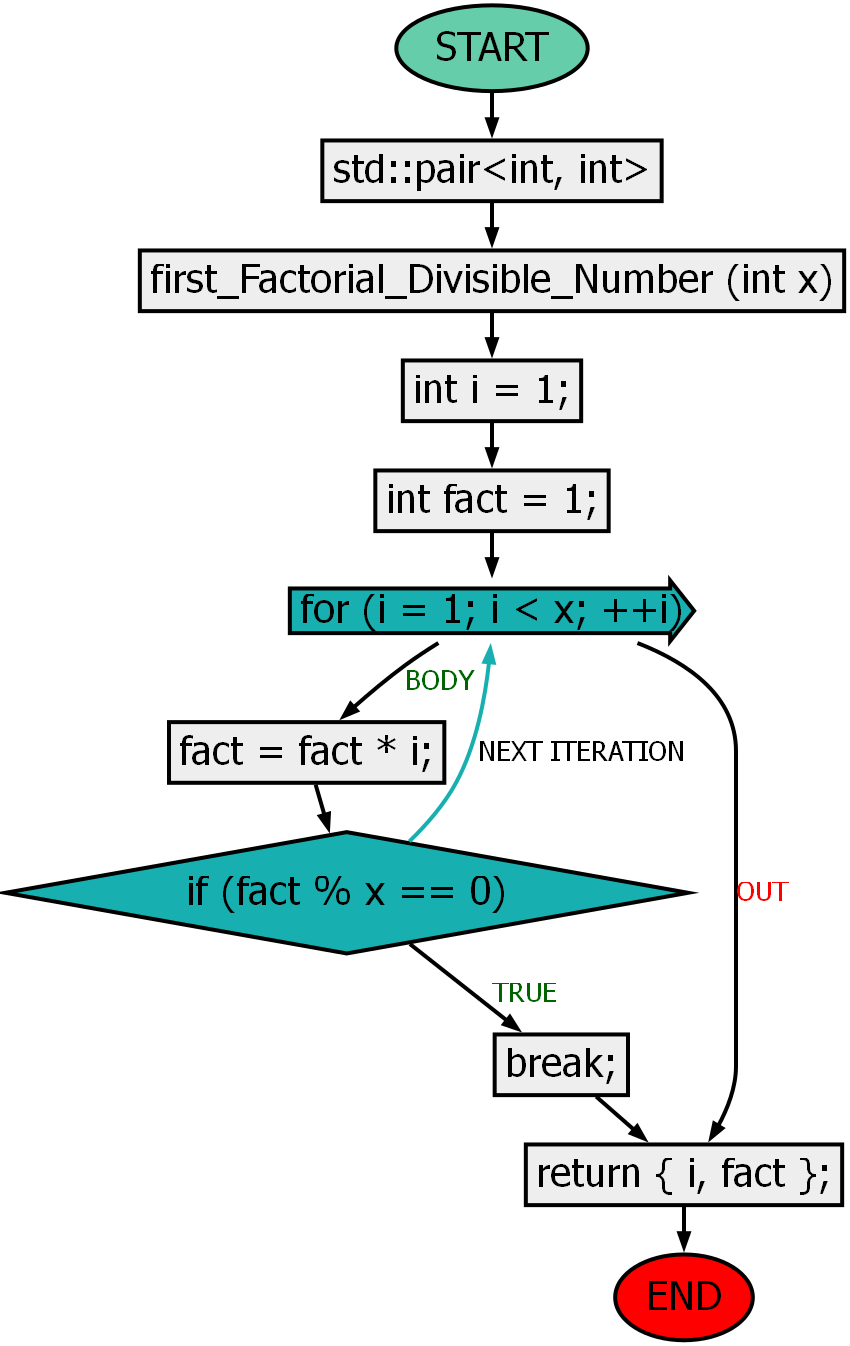 START
std::pair<int, int>
first_Factorial_Divisible_Number (int x)
int i = 1;
int fact = 1;
for (i = 1; i < x; ++i)
BODY
fact = fact * i;
NEXT ITERATION
if (fact % x == 0)
OUT
TRUE
break;
return { i, fact };
END